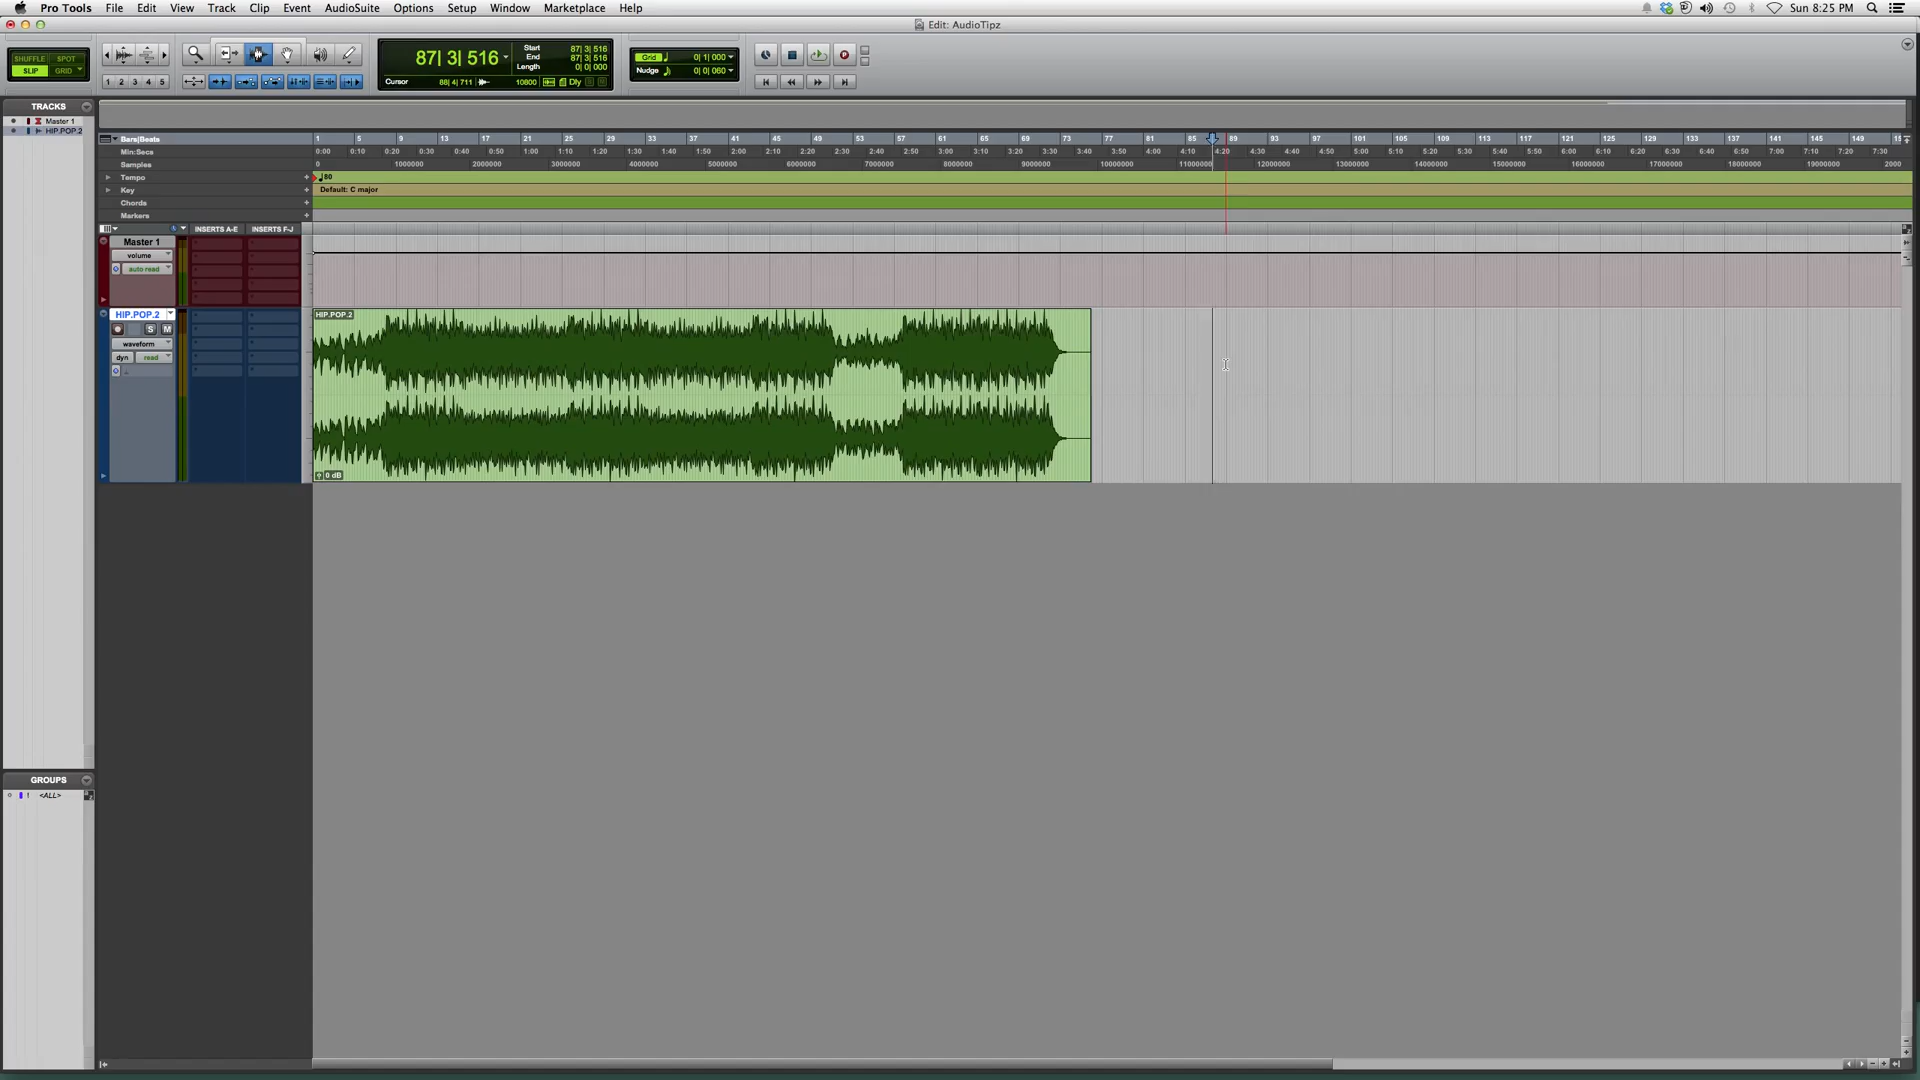 Pro Tools File Edit View Track Clip Event AudioSuite Options Setup Window Marketplace Help Sun 8:25 PM
Edit: AudioTipz
SHUFFLE SPOT
SLIP GRID
1 2 3 4 5
87| 3| 516
Start 87| 3| 516
End 87| 3| 516
Length 0| 0| 000
Cursor 88| 4| 711 10800 Dly
Grid 0| 1| 000
Nudge 0| 0| 060
TRACKS
Master 1
HIP.POP.2
Bars|Beats 1 5 9 13 17 21 25 29 33 37 41 45 49 53 57 61 65 69 73 77 81 85 89 93 97 101 105 109 113 117 121 125 129 133 137 141 145 149
Min:Secs 0:00 0:10 0:20 0:30 0:40 0:50 1:00 1:10 1:20 1:30 1:40 1:50 2:00 2:10 2:20 2:30 2:40 2:50 3:00 3:10 3:20 3:30 3:40 3:50 4:00 4:10 4:20 4:30 4:40 4:50 5:00 5:10 5:20 5:30 5:40 5:50 6:00 6:10 6:20 6:30 6:40 6:50 7:00 7:10 7:20 7:30
Samples 0 1000000 2000000 3000000 4000000 5000000 6000000 7000000 8000000 9000000 10000000 11000000 12000000 13000000 14000000 15000000 16000000 17000000 18000000 19000000 2000
Tempo + 80
Key + Default: C major
Chords +
Markers +
INSERTS A-E INSERTS F-J
Master 1
volume
auto read
HIP.POP.2
S M
waveform
dyn read
HIP.POP.2
0 dB
GROUPS
! <ALL>